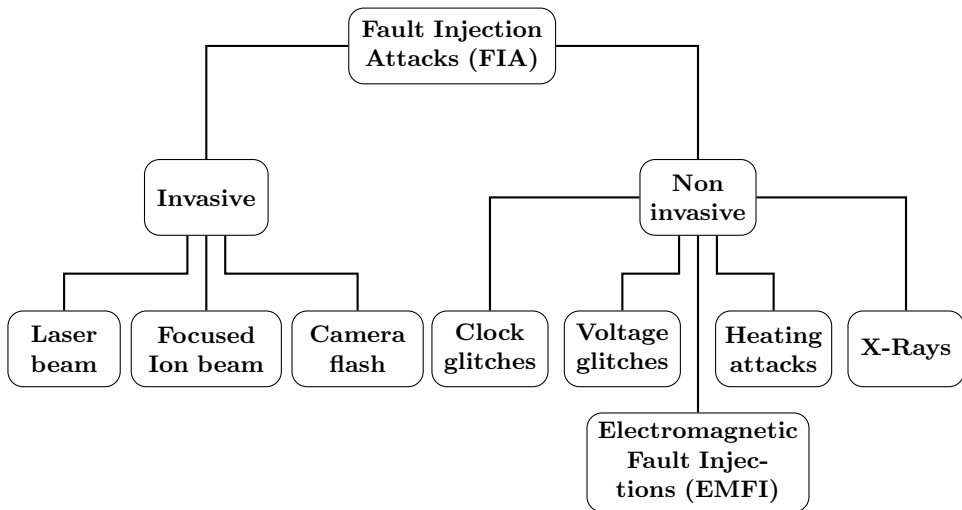 Fault Injection
Attacks (FIA)
Invasive
Non
invasive
Laser
beam
Focused
Ion beam
Camera
flash
Clock
glitches
Voltage
glitches
Heating
attacks
X-Rays
Electromagnetic
Fault Injec-
tions (EMFI)